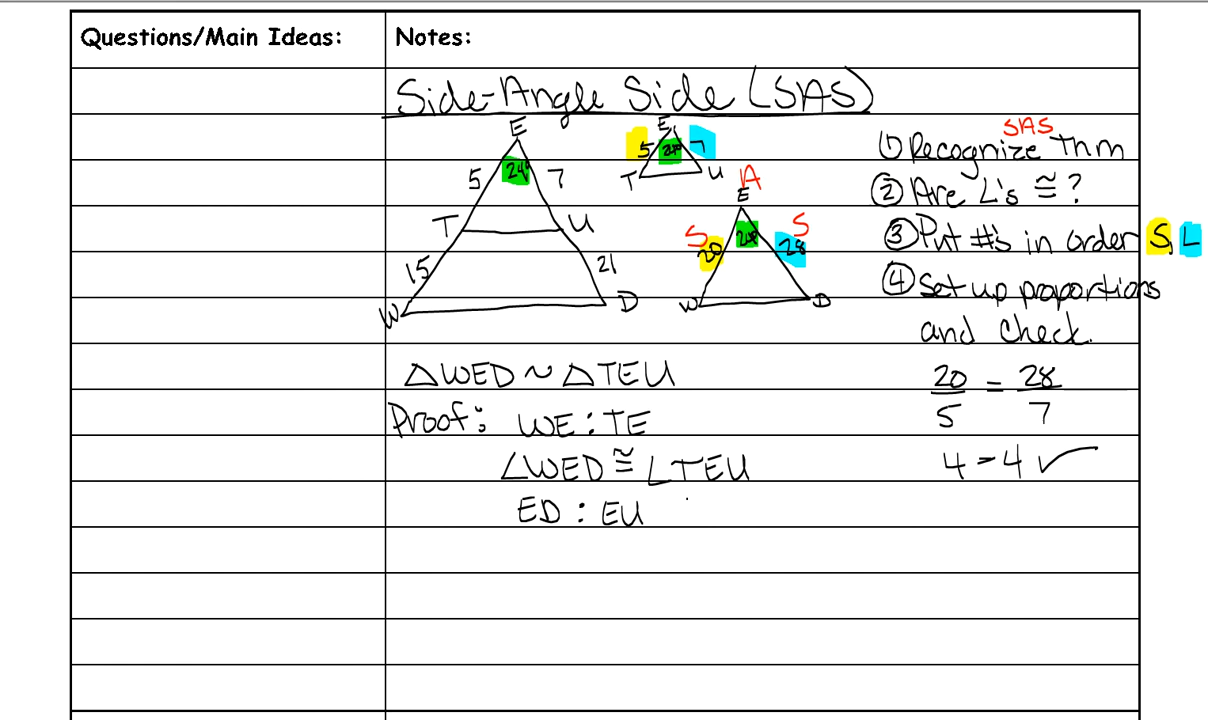 Questions/Main Ideas:
Notes:
Side-Angle Side (SAS)
E
5 24° 7
T U
15 21
W D
E
5 24° 7
T U
A
E
S S
20 24° 28
W D
SAS
① Recognize Thm
② Are ∠'s ≅ ?
③ Put #'s in order S, L
④ Set up proportions
and check.
20/5 = 28/7
4 = 4 ✓
△WED ~ △TEU
Proof: WE : TE
∠WED ≅ ∠TEU
ED : EU